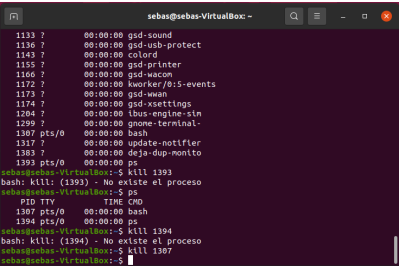 sebas@sebas-VirtualBox: ~
1133 ?        00:00:00 gsd-sound
1136 ?        00:00:00 gsd-usb-protect
1143 ?        00:00:00 colord
1155 ?        00:00:00 gsd-printer
1166 ?        00:00:00 gsd-wacom
1172 ?        00:00:00 kworker/0:5-events
1173 ?        00:00:00 gsd-wwan
1174 ?        00:00:00 gsd-xsettings
1204 ?        00:00:00 ibus-engine-sim
1299 ?        00:00:00 gnome-terminal-
1307 pts/0    00:00:00 bash
1317 ?        00:00:00 update-notifier
1383 ?        00:00:00 deja-dup-monito
1393 pts/0    00:00:00 ps
sebas@sebas-VirtualBox:~$ kill 1393
bash: kill: (1393) - No existe el proceso
sebas@sebas-VirtualBox:~$ ps
PID TTY          TIME CMD
1307 pts/0    00:00:00 bash
1394 pts/0    00:00:00 ps
sebas@sebas-VirtualBox:~$ kill 1394
bash: kill: (1394) - No existe el proceso
sebas@sebas-VirtualBox:~$ kill 1307
sebas@sebas-VirtualBox:~$